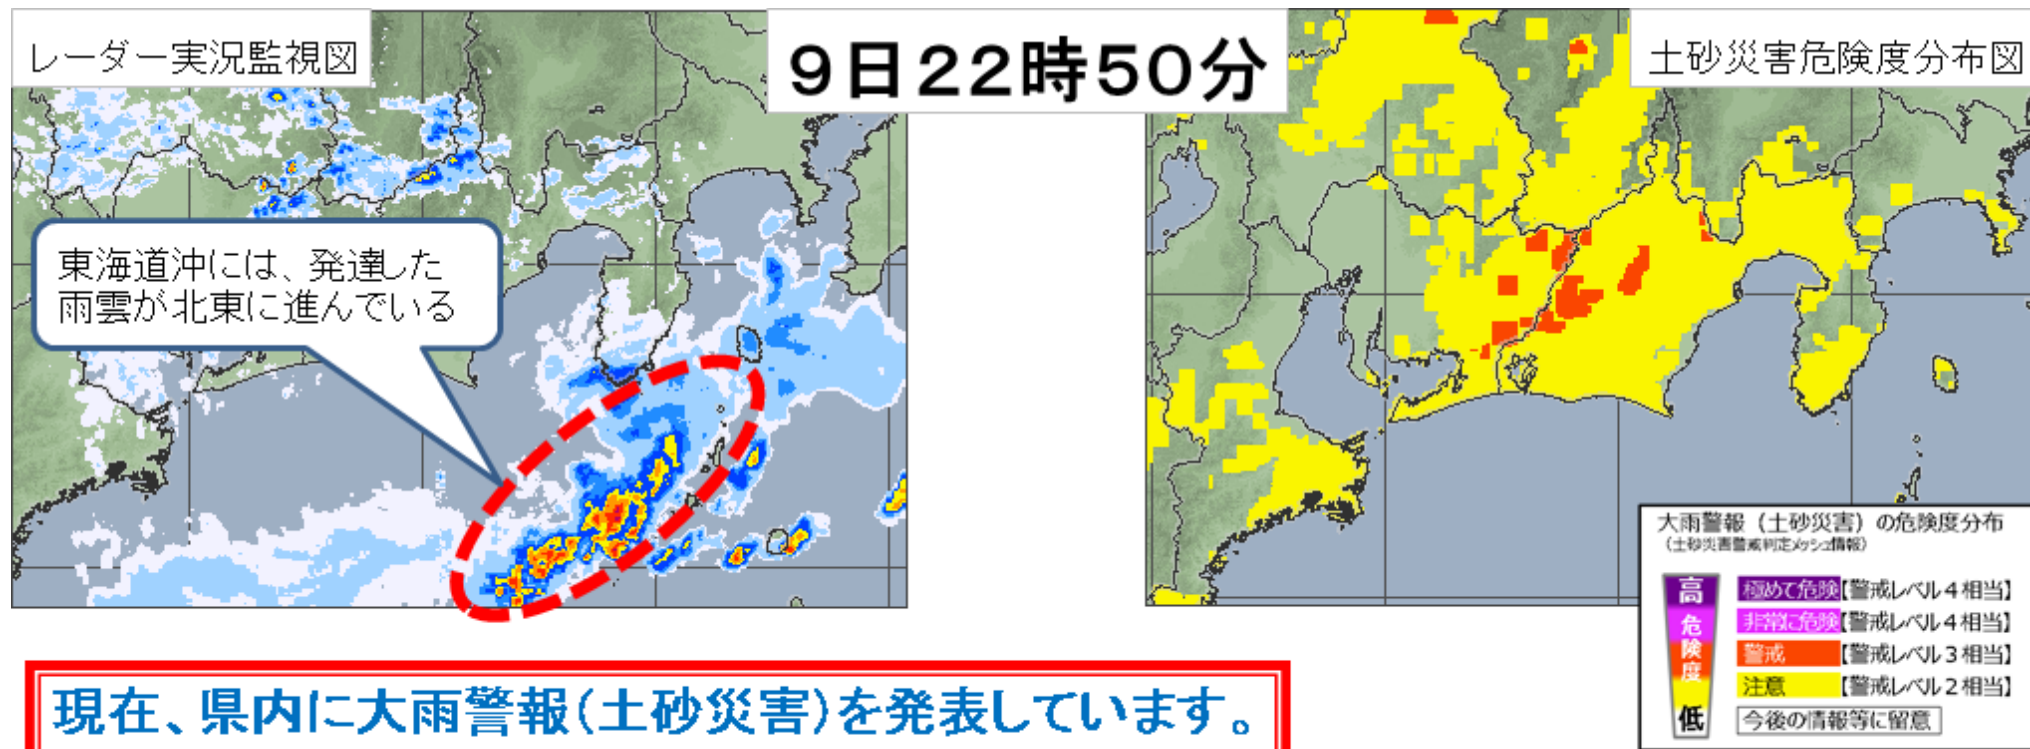 レーダー実況監視図
9日22時50分
土砂災害危険度分布図
東海道沖には、発達した
雨雲が北東に進んでいる
大雨警報（土砂災害）の危険度分布
（土砂災害警戒判定メッシュ情報）
高
危
険
度
低
極めて危険【警戒レベル４相当】
非常に危険【警戒レベル４相当】
警戒【警戒レベル３相当】
注意【警戒レベル２相当】
今後の情報等に留意
現在、県内に大雨警報(土砂災害)を発表しています。